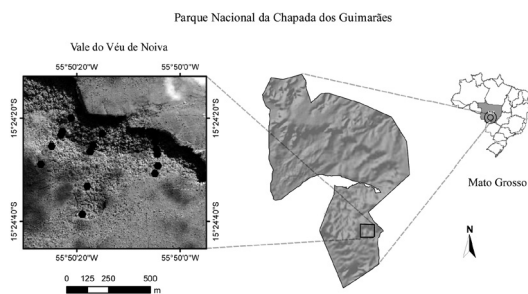 Parque Nacional da Chapada dos Guimarães
Vale do Véu de Noiva
55°50'20"W 55°50'0"W
15°24'20"S 15°24'20"S
15°24'40"S 15°24'40"S
55°50'20"W 55°50'0"W
0 125 250 500
m
Mato Grosso
N